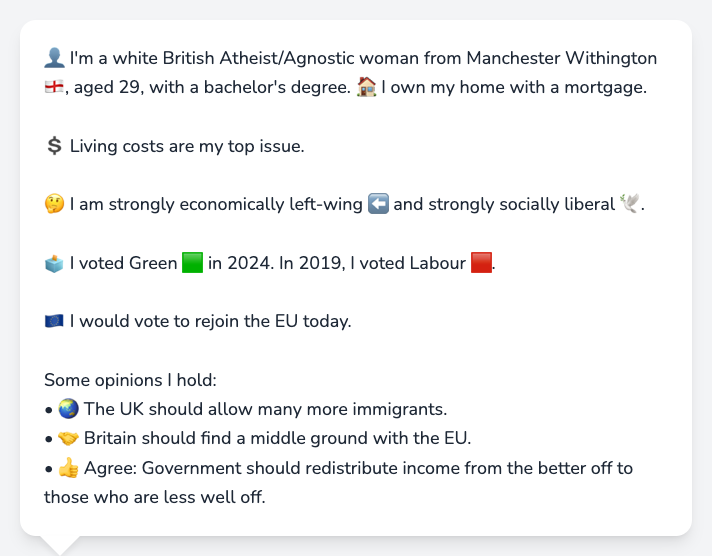 👤 I'm a white British Atheist/Agnostic woman from Manchester Withington
🏴󠁧󠁢󠁥󠁮󠁧󠁿, aged 29, with a bachelor's degree. 🏠 I own my home with a mortgage.
💲 Living costs are my top issue.
🤔 I am strongly economically left-wing ⬅️ and strongly socially liberal 🕊️.
🗳️ I voted Green 🟩 in 2024. In 2019, I voted Labour 🟥.
🇪🇺 I would vote to rejoin the EU today.
Some opinions I hold:
• 🌏 The UK should allow many more immigrants.
• 🤝 Britain should find a middle ground with the EU.
• 👍 Agree: Government should redistribute income from the better off to
those who are less well off.